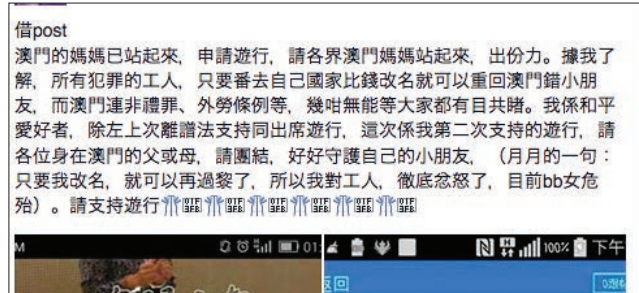 借post
澳門的媽媽已站起來，申請遊行，請各界澳門媽媽站起來，出份力。據我了
解，所有犯罪的工人，只要番去自己國家比錢改名就可以重回澳門錯小朋
友，而澳門連非禮罪、外勞條例等，幾咁無能等大家都有目共賭。我係和平
愛好者，除左上次離譜法支持同出席遊行，這次係我第二次支持的遊行，請
各位身在澳門的父或母，請團結，好好守護自己的小朋友，（月月的一句：
只要我改名，就可以再過黎了，所以我對工人，徹底忿怒了，目前bb女危
殆）。請支持遊行
M
01:
100%
下午
返回